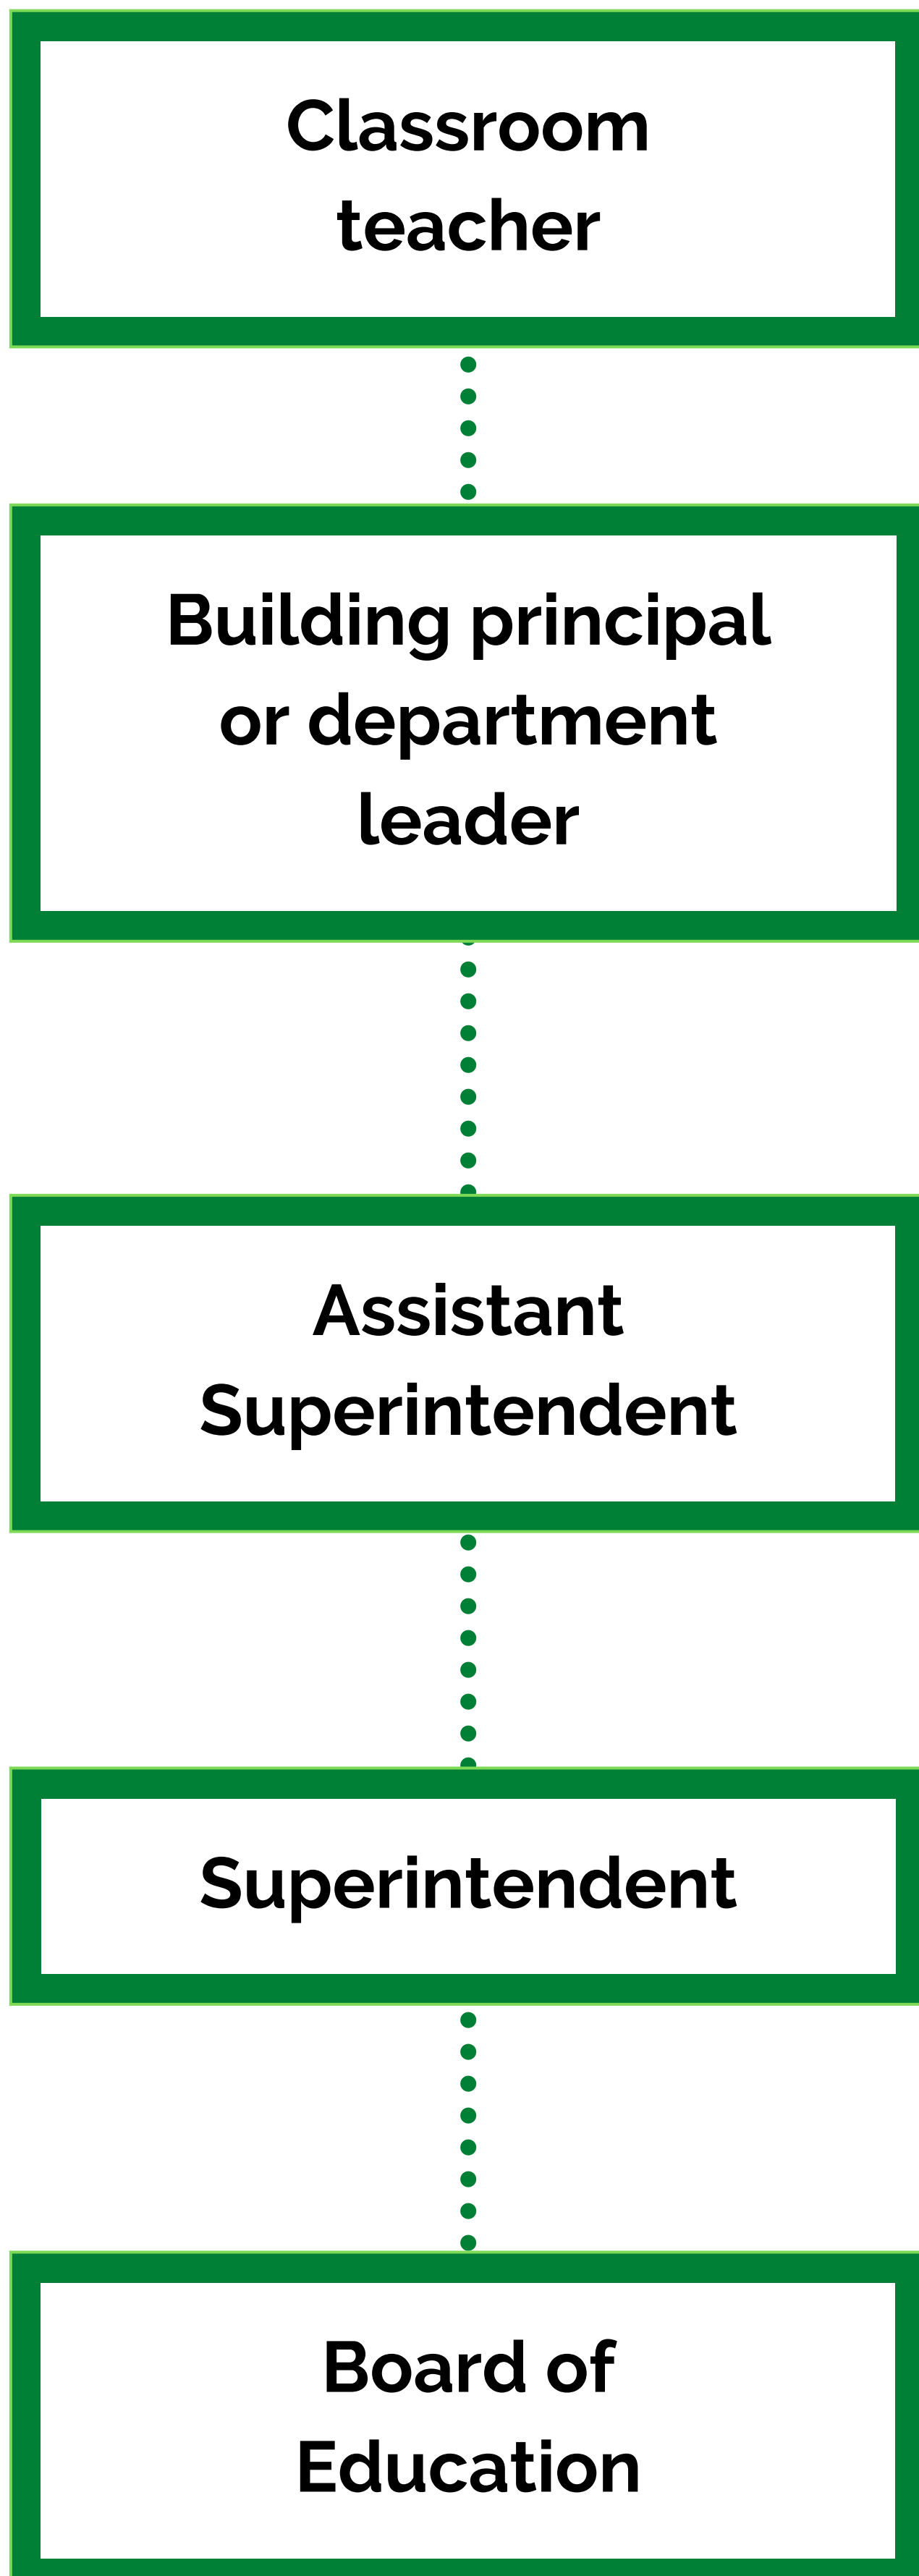 Classroom
teacher
Building principal
or department
leader
Assistant
Superintendent
Superintendent
Board of
Education